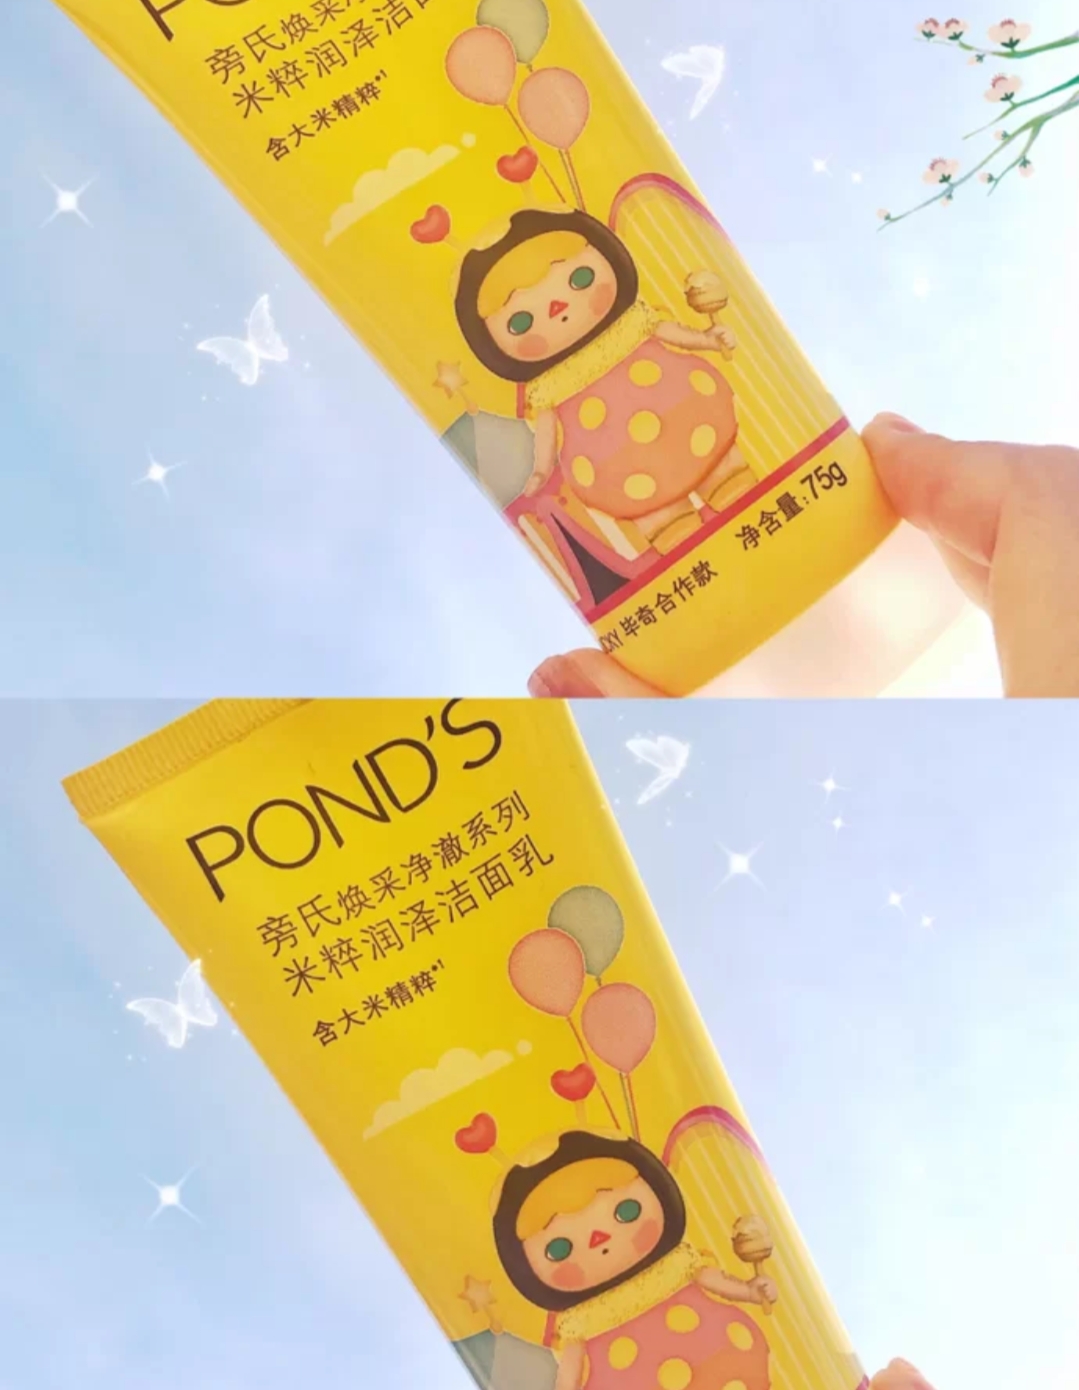 旁氏焕采
米粹润泽洁面
含大米精粹*1
净含量:75g
毕奇合作款
POND'S
旁氏焕采净澈系列
米粹润泽洁面乳
含大米精粹*1